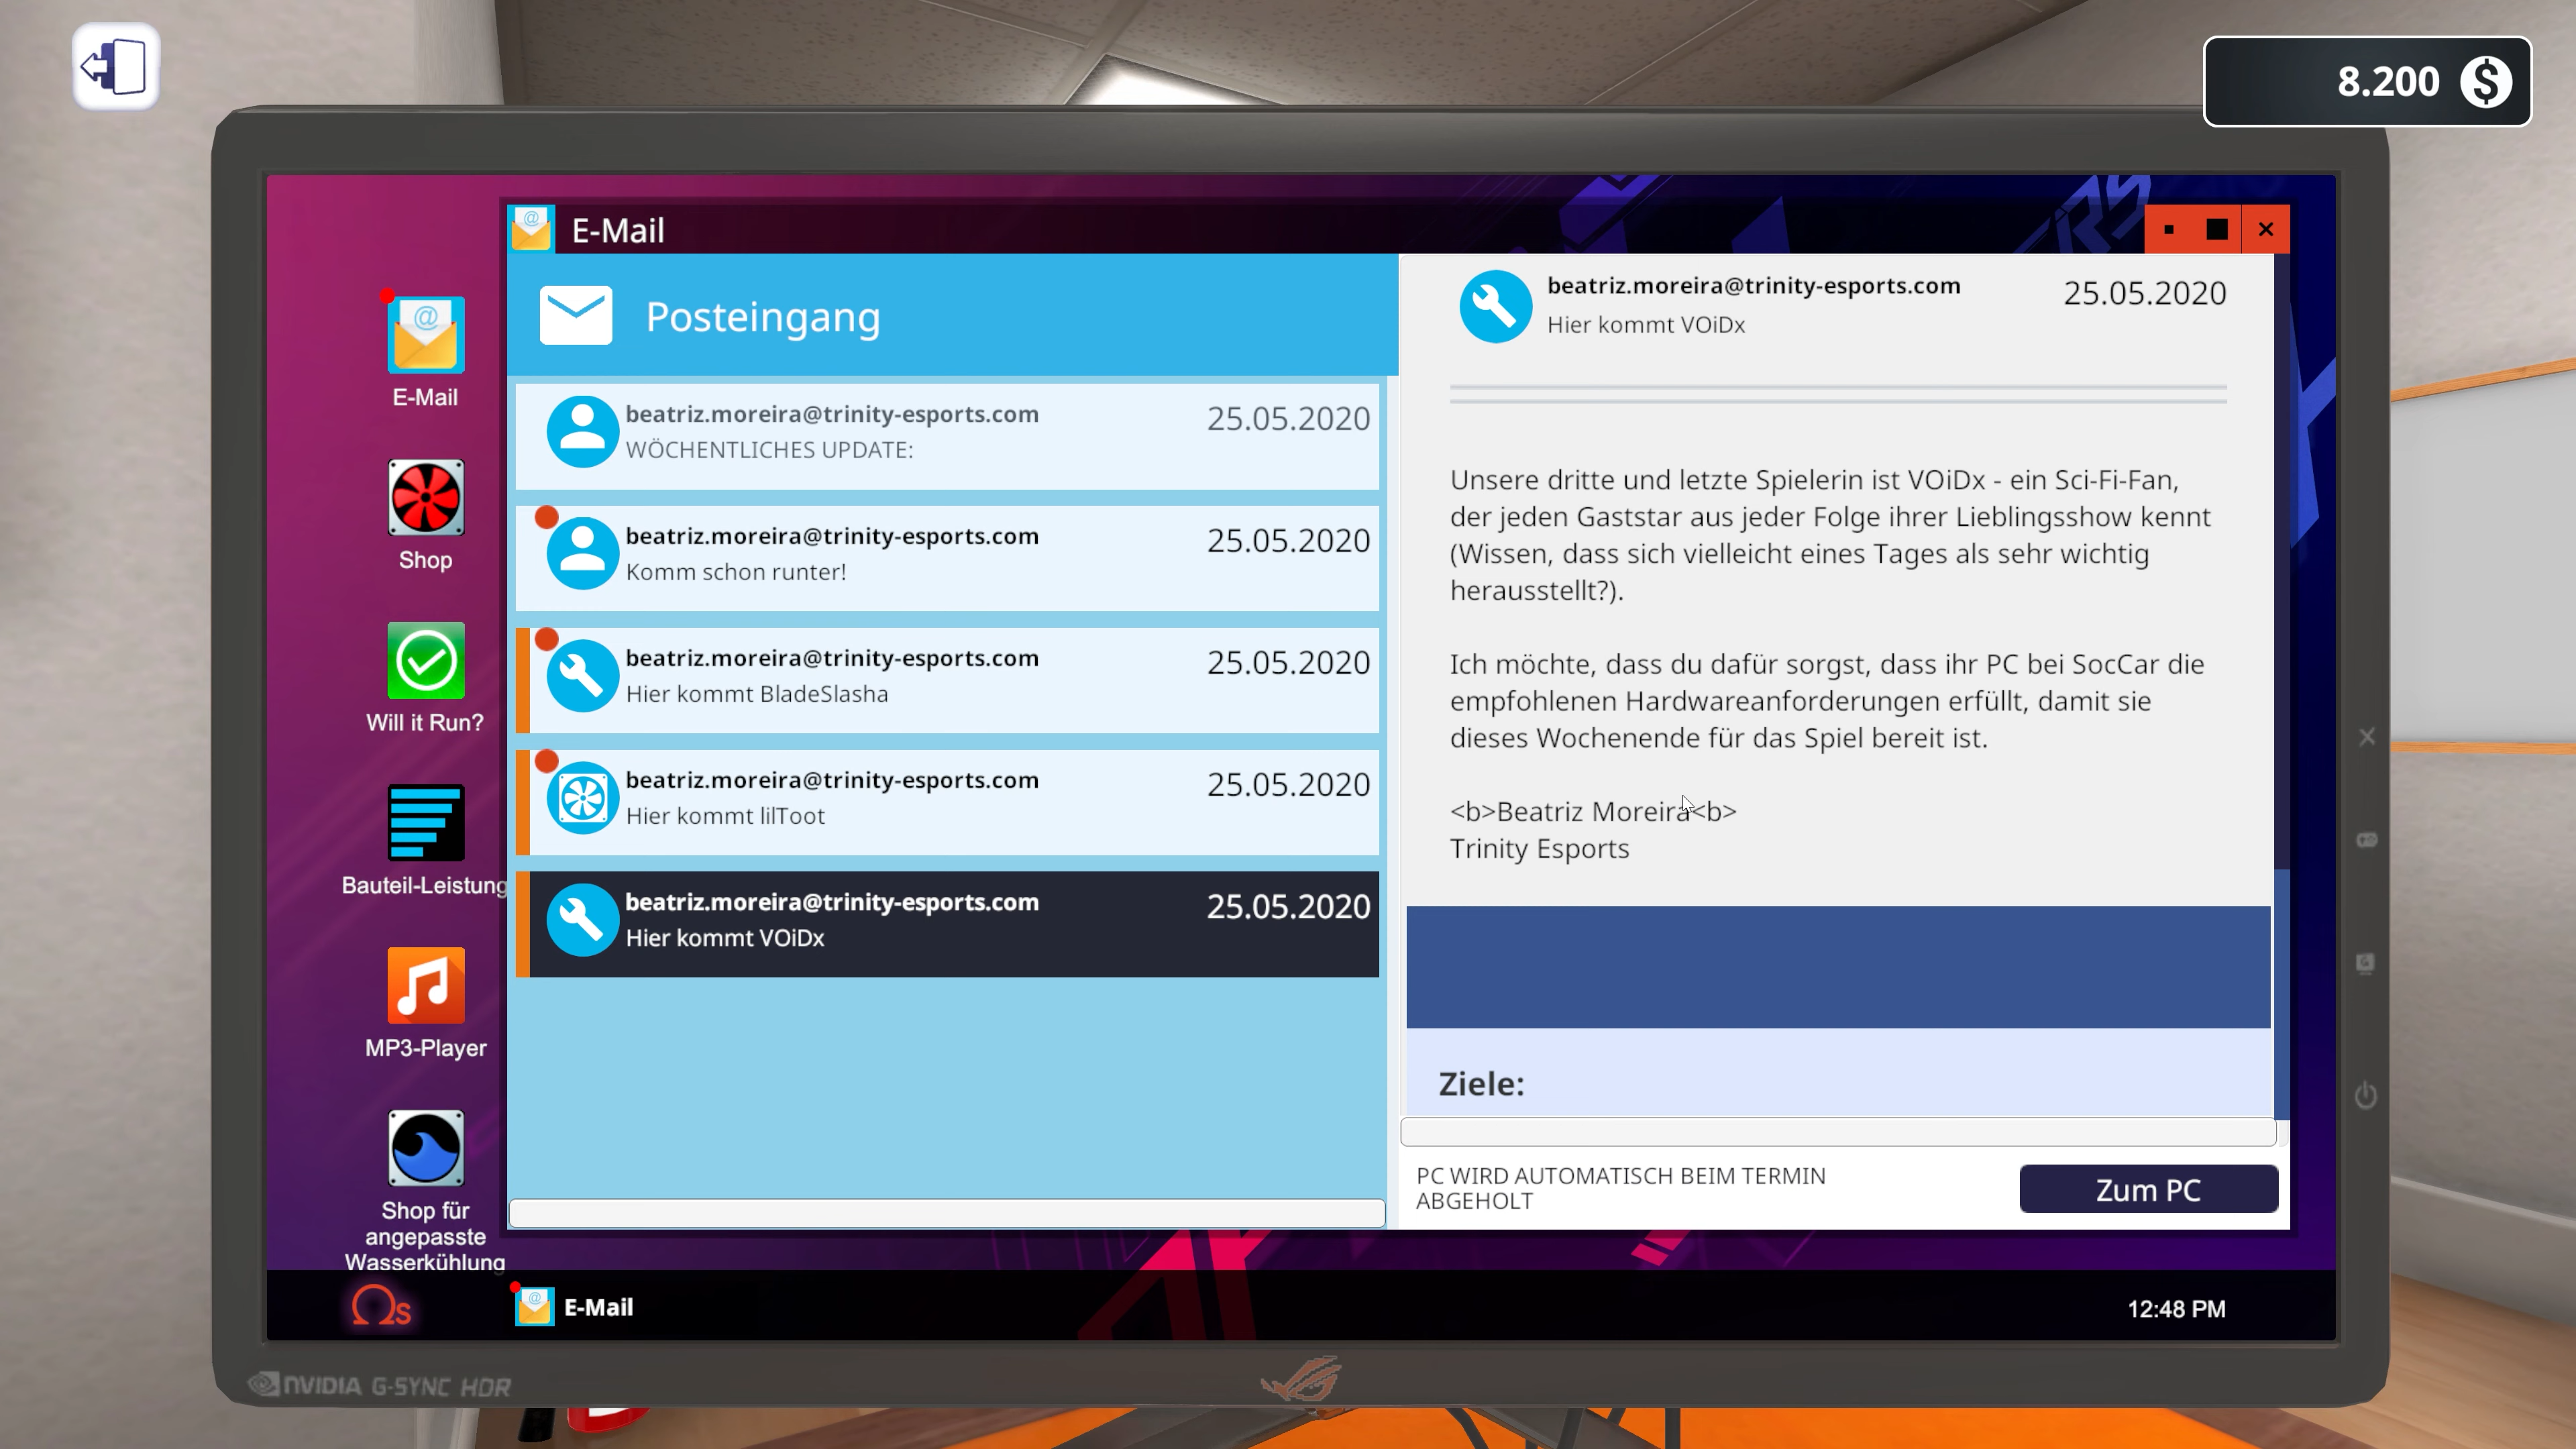 8.200
E-Mail
Posteingang
beatriz.moreira@trinity-esports.com
25.05.2020
WÖCHENTLICHES UPDATE:
beatriz.moreira@trinity-esports.com
25.05.2020
Komm schon runter!
beatriz.moreira@trinity-esports.com
25.05.2020
Hier kommt BladeSlasha
beatriz.moreira@trinity-esports.com
25.05.2020
Hier kommt lilToot
beatriz.moreira@trinity-esports.com
25.05.2020
Hier kommt VOiDx
beatriz.moreira@trinity-esports.com
25.05.2020
Hier kommt VOiDx
Unsere dritte und letzte Spielerin ist VOiDx - ein Sci-Fi-Fan,
der jeden Gaststar aus jeder Folge ihrer Lieblingsshow kennt
(Wissen, dass sich vielleicht eines Tages als sehr wichtig
herausstellt?).
Ich möchte, dass du dafür sorgst, dass ihr PC bei SocCar die
empfohlenen Hardwareanforderungen erfüllt, damit sie
dieses Wochenende für das Spiel bereit ist.
<b>Beatriz Moreira<b>
Trinity Esports
Ziele:
PC WIRD AUTOMATISCH BEIM TERMIN
ABGEHOLT
Zum PC
E-Mail
Shop
Will it Run?
Bauteil-Leistung
MP3-Player
Shop für
angepasste
Wasserkühlung
E-Mail
12:48 PM
NVIDIA G-SYNC HDR